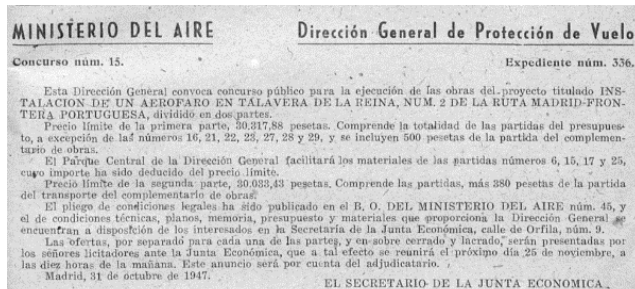 MINISTERIO DEL AIRE Dirección General de Protección de Vuelo
Concurso núm. 15. Expediente núm. 336.
Esta Dirección General convoca concurso público para la ejecución de las obras del proyecto titulado INS-
TALACION DE UN AEROFARO EN TALAVERA DE LA REINA, NUM. 2 DE LA RUTA MADRID-FRON-
TERA PORTUGUESA, dividido en dos partes.
Precio límite de la primera parte, 30.317,88 pesetas. Comprende la totalidad de las partidas del presupues-
to, a excepción de las números 16, 21, 22, 23, 27, 28 y 29, y se incluyen 500 pesetas de la partida del complemen-
tario de obras.
El Parque Central de la Dirección General facilitará los materiales de las partidas números 6, 15, 17 y 25,
cuyo importe ha sido deducido del precio límite.
Precio límite de la segunda parte, 30.033,43 pesetas. Comprende las partidas, más 380 pesetas de la partida
del transporte del complementario de obras.
El pliego de condiciones legales ha sido publicado en el B. O. DEL MINISTERIO DEL AIRE núm. 45, y
el de condiciones técnicas, planos, memoria, presupuesto y materiales que proporciona la Dirección General se
encuentran a disposición de los interesados en la Secretaría de la Junta Económica, calle de Orfila, núm. 9.
Las ofertas, por separado para cada una de las partes, y en sobre cerrado y lacrado, serán presentadas por
los señores licitadores ante la Junta Económica, que a tal efecto se reunirá el próximo día 25 de noviembre, a
las diez horas de la mañana. Este anuncio será por cuenta del adjudicatario.
Madrid, 31 de octubre de 1947.
EL SECRETARIO DE LA JUNTA ECONOMICA